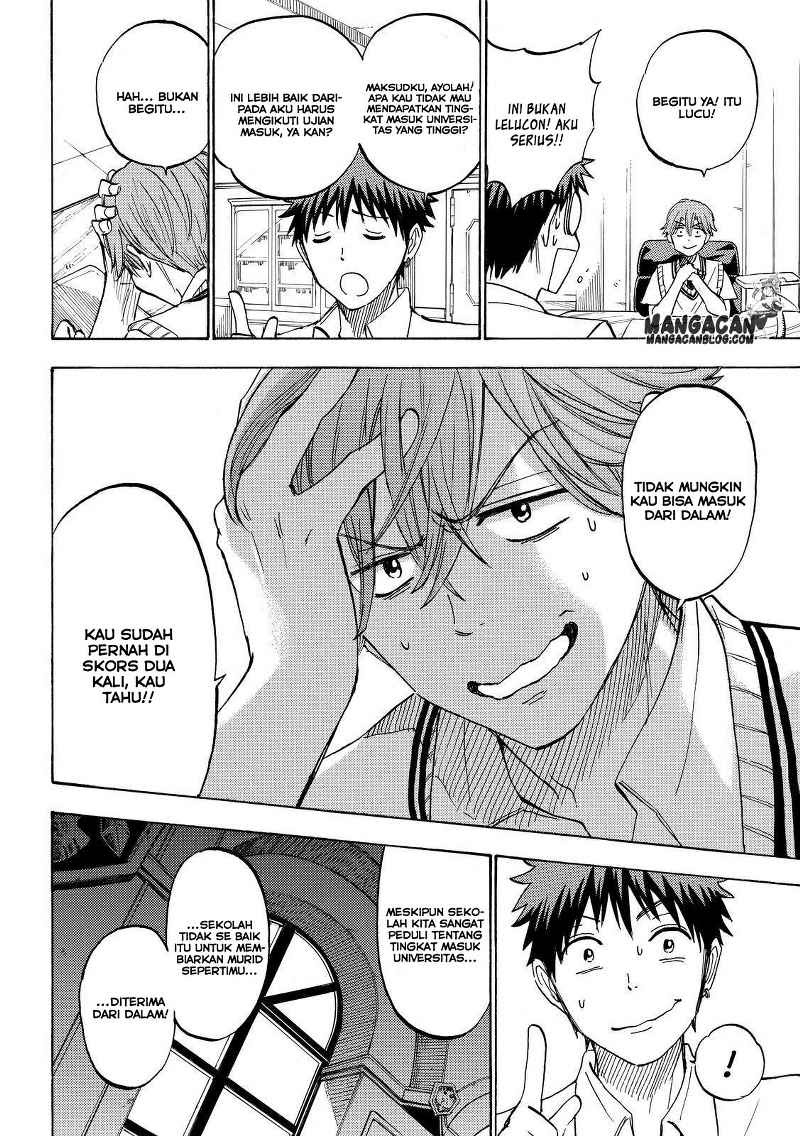 BEGITU YA! ITU
LUCU!
INI BUKAN
LELUCON! AKU
SERIUS!!
MAKSUDKU, AYOLAH!
APA KAU TIDAK MAU
MENDAPATKAN TING-
KAT MASUK UNIVERSI-
TAS YANG TINGGI?
INI LEBIH BAIK DARI-
PADA AKU HARUS
MENGIKUTI UJIAN
MASUK, YA KAN?
HAH... BUKAN
BEGITU...
MANGACAN
MANGACANBLOG.COM
TIDAK MUNGKIN
KAU BISA MASUK
DARI DALAM!
KAU SUDAH
PERNAH DI
SKORS DUA
KALI, KAU
TAHU!!
!
MESKIPUN SEKO-
LAH KITA SANGAT
PEDULI TENTANG
TINGKAT MASUK
UNIVERSITAS...
...SEKOLAH
TIDAK SE BAIK
ITU UNTUK MEM-
BIARKAN MURID
SEPERTIMU...
...DITERIMA
DARI DALAM!